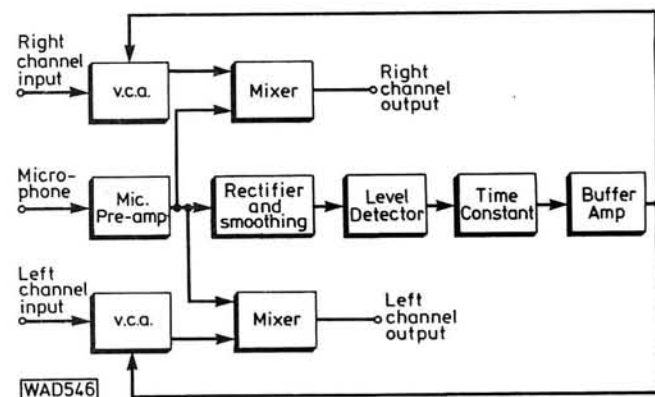 Right
channel
input
v.c.a.
Mixer
Right
channel
output
Micro-
phone
Mic.
Pre-amp
Rectifier
and
smoothing
Level
Detector
Time
Constant
Buffer
Amp
Left
channel
input
v.c.a.
Mixer
Left
channel
output
WAD546